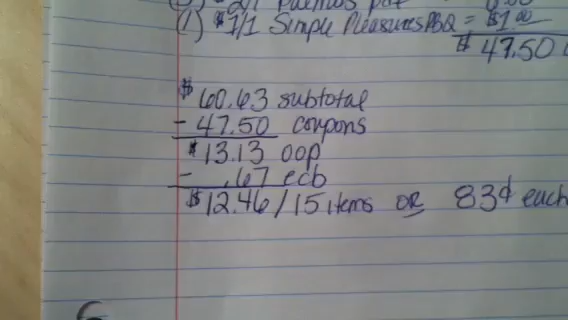 (1) $1/1 Simple Pleasures PBQ = $1.00
$47.50
$60.63 subtotal
- 47.50 coupons
$13.13 oop
- .67 ecb
$12.46/15 items OR 83¢ each